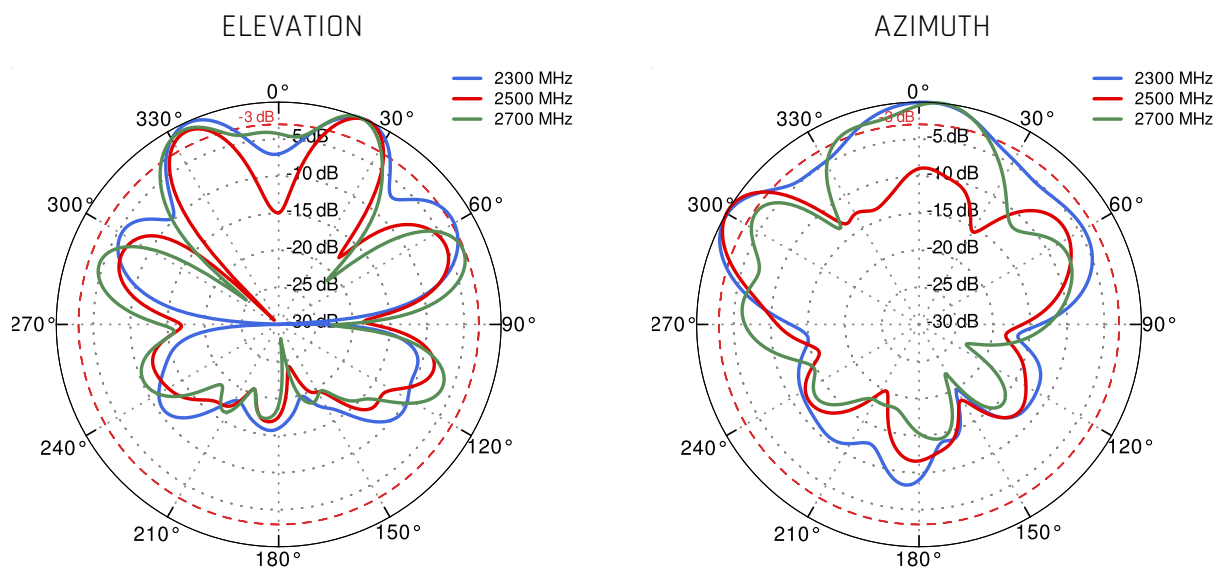 ELEVATION
2300 MHz
2500 MHz
2700 MHz
0°
30°
60°
90°
120°
150°
180°
210°
240°
270°
300°
330°
-3 dB
-5 dB
-10 dB
-15 dB
-20 dB
-25 dB
-30 dB
AZIMUTH
2300 MHz
2500 MHz
2700 MHz
0°
30°
60°
90°
120°
150°
180°
210°
240°
270°
300°
330°
-3 dB
-5 dB
-10 dB
-15 dB
-20 dB
-25 dB
-30 dB